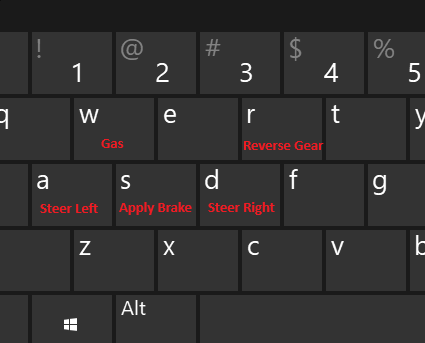 ! 1 @ 2 # 3 $ 4 % 5
q w e r t y
Gas Reverse Gear
a s d f g
Steer Left Apply Brake Steer Right
z x c v b
Alt